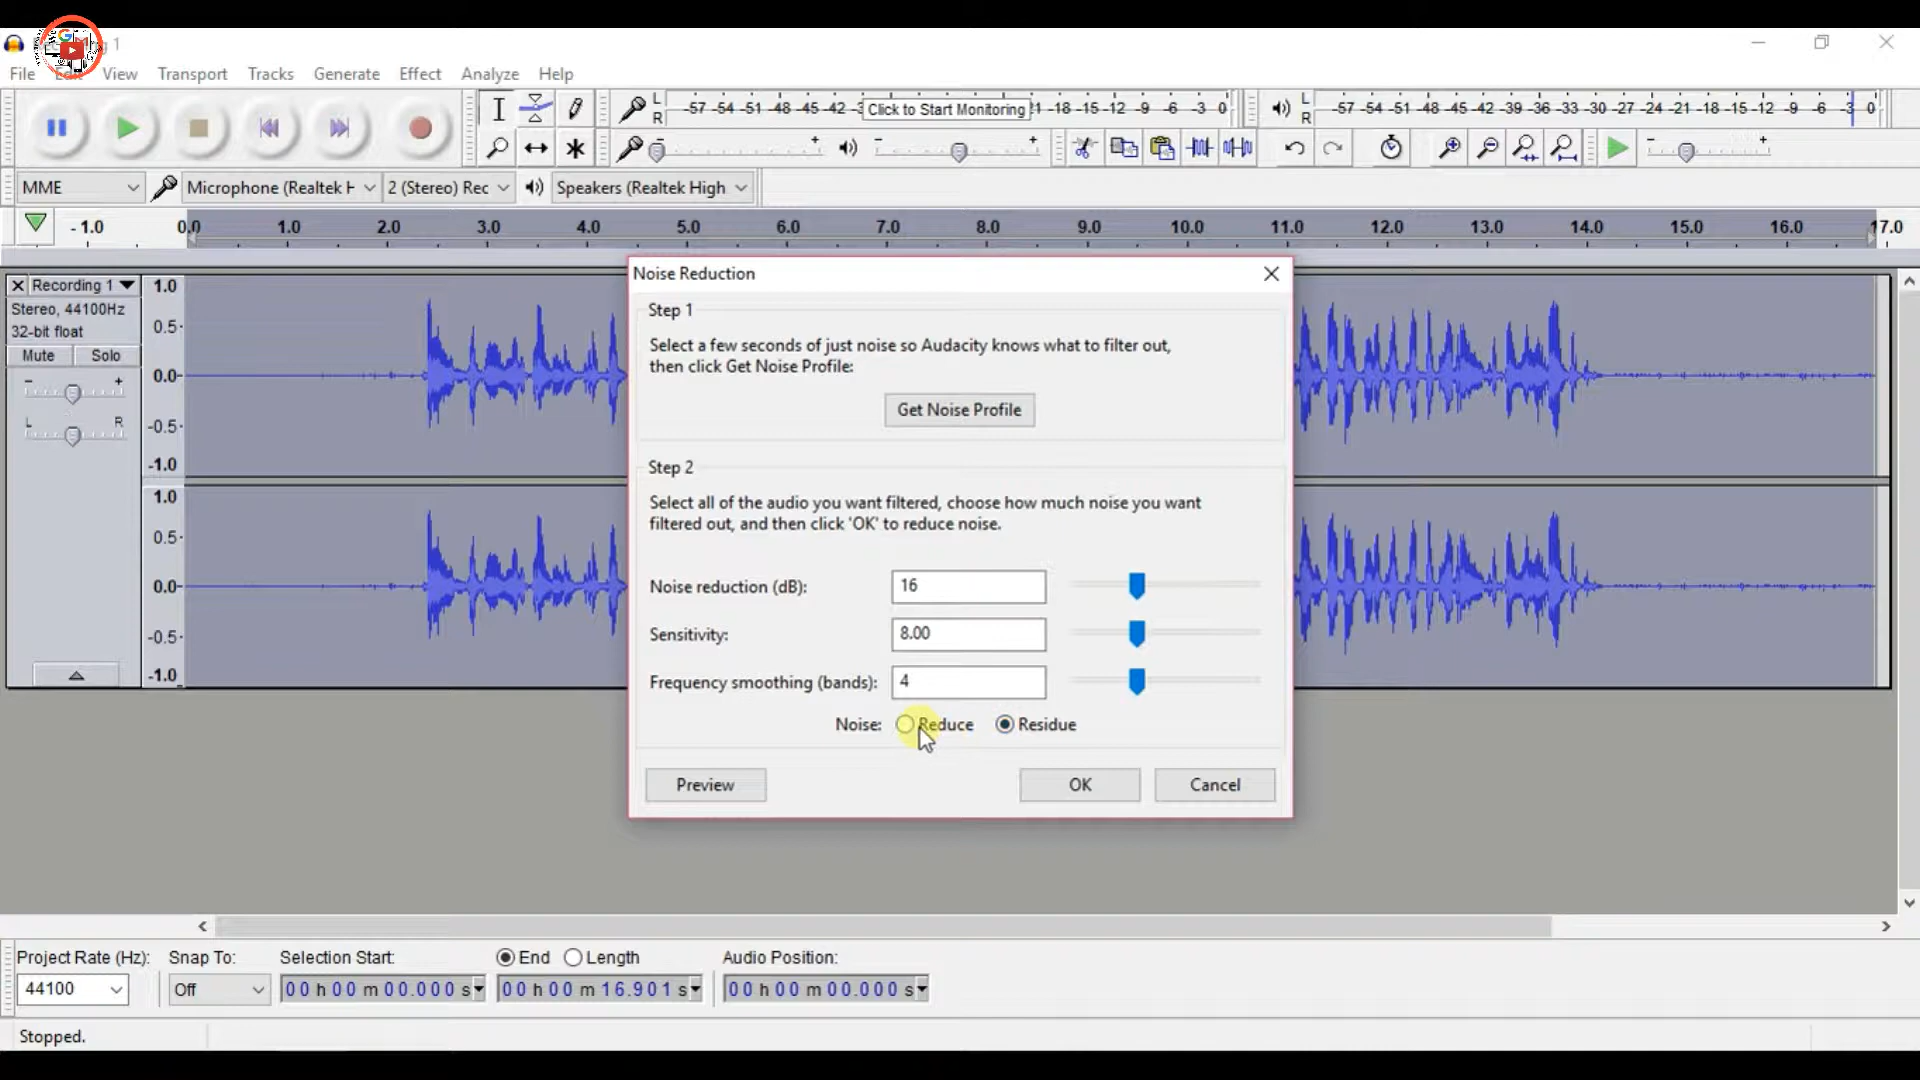 1
File Edit View Transport Tracks Generate Effect Analyze Help
L R -57 -54 -51 -48 -45 -42 Click to Start Monitoring -18 -15 -12 -9 -6 -3 0
L R -57 -54 -51 -48 -45 -42 -39 -36 -33 -30 -27 -24 -21 -18 -15 -12 -9 -6 -3 0
- + - + - +
MME Microphone (Realtek 2 (Stereo) Rec Speakers (Realtek High
- 1.0 0.0 1.0 2.0 3.0 4.0 5.0 6.0 7.0 8.0 9.0 10.0 11.0 12.0 13.0 14.0 15.0 16.0 17.0
Recording 1
Stereo, 44100Hz
32-bit float
Mute Solo
- +
L R
1.0
0.5
0.0
-0.5
-1.0
1.0
0.5
0.0
-0.5
-1.0
Noise Reduction
Step 1
Select a few seconds of just noise so Audacity knows what to filter out,
then click Get Noise Profile:
Get Noise Profile
Step 2
Select all of the audio you want filtered, choose how much noise you want
filtered out, and then click 'OK' to reduce noise.
Noise reduction (dB): 16
Sensitivity: 8.00
Frequency smoothing (bands): 4
Noise: Reduce Residue
Preview OK Cancel
Project Rate (Hz): Snap To: Selection Start: End Length Audio Position:
44100 Off 00 h 00 m 00.000 s 00 h 00 m 16.901 s 00 h 00 m 00.000 s
Stopped.